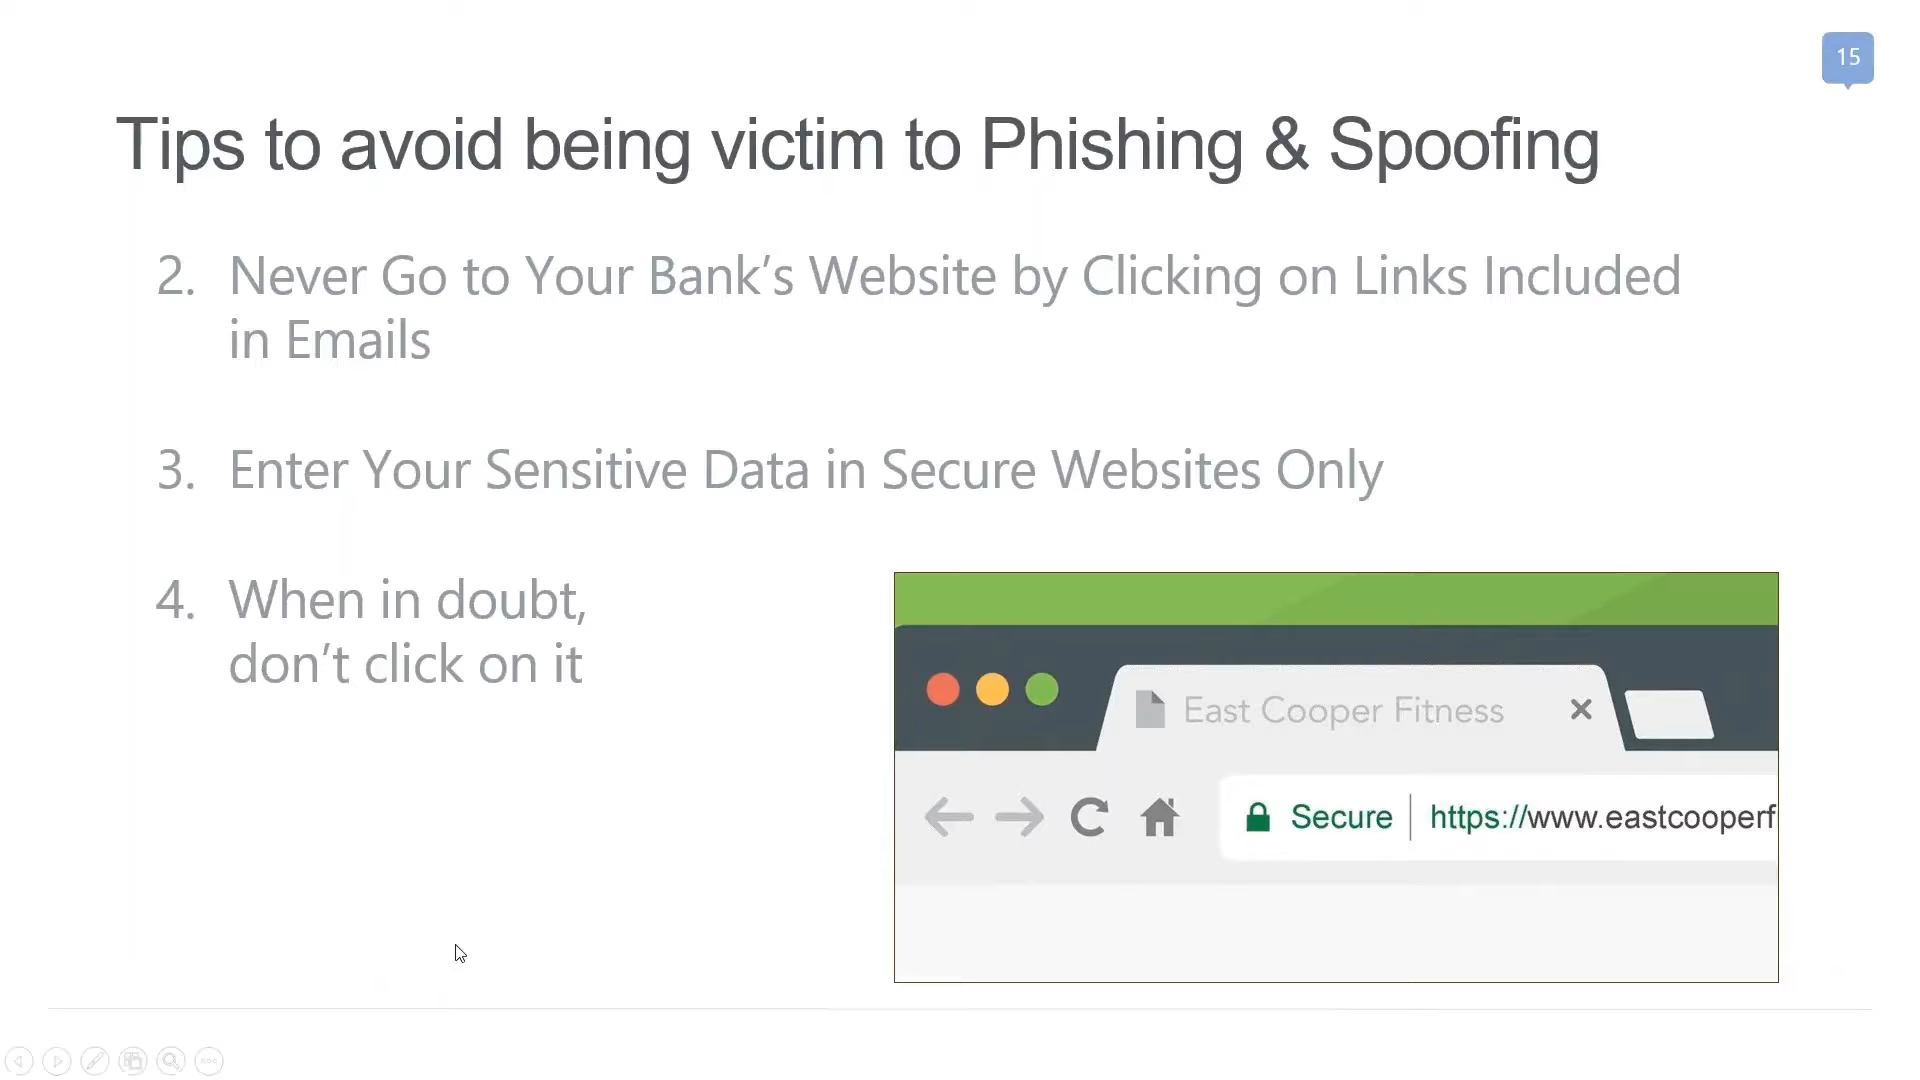 15
Tips to avoid being victim to Phishing & Spoofing
2. Never Go to Your Bank’s Website by Clicking on Links Included
in Emails
3. Enter Your Sensitive Data in Secure Websites Only
4. When in doubt,
don’t click on it
East Cooper Fitness
Secure https://www.eastcooperf